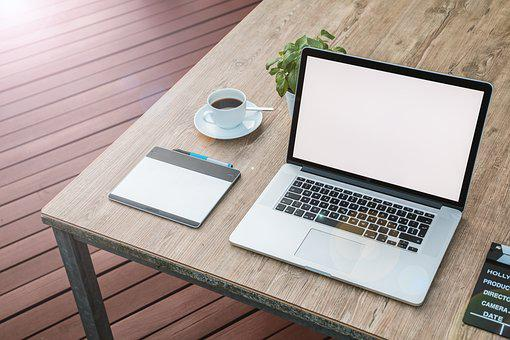 HOLLY
PRODUC
DIRECTO
CAMERA
DATE